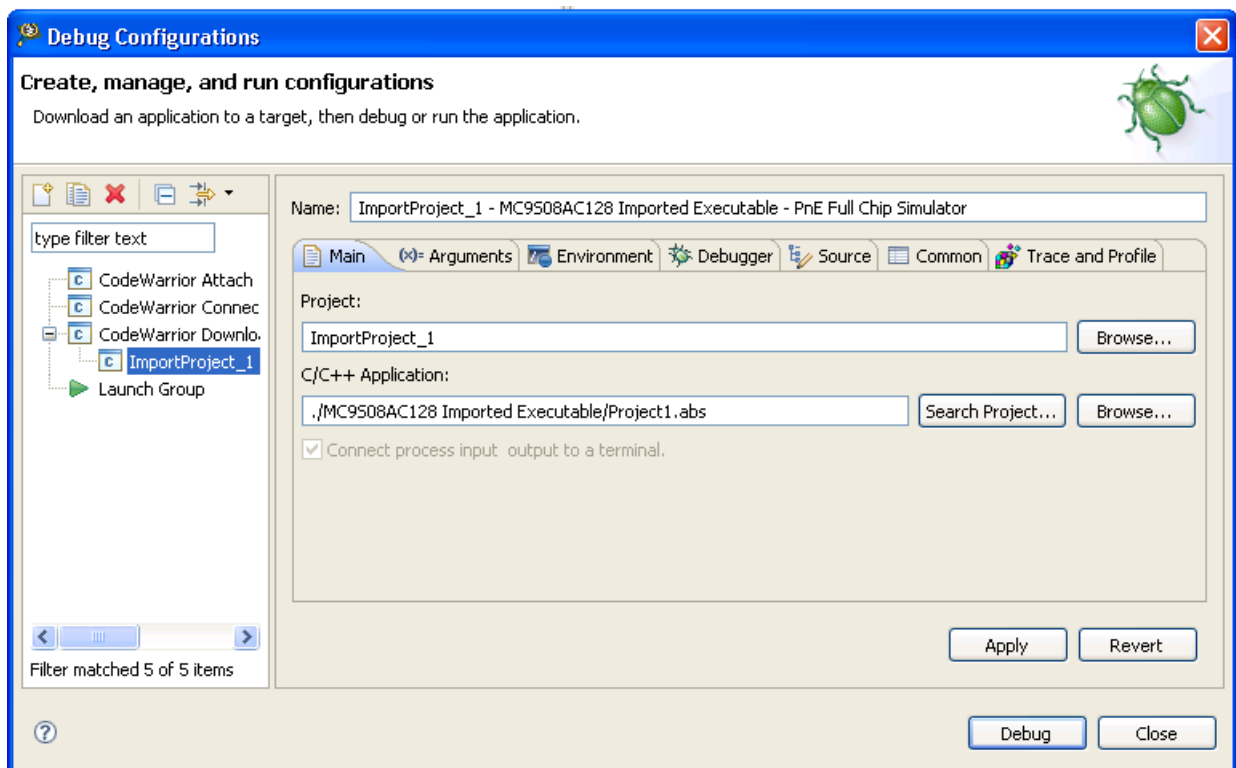 Debug Configurations
Create, manage, and run configurations
Download an application to a target, then debug or run the application.
type filter text
CodeWarrior Attach
CodeWarrior Connec
CodeWarrior Downlo
ImportProject_1
Launch Group
Filter matched 5 of 5 items
Name: ImportProject_1 - MC9S08AC128 Imported Executable - PnE Full Chip Simulator
Main (x)= Arguments Environment Debugger Source Common Trace and Profile
Project:
ImportProject_1 Browse...
C/C++ Application:
./MC9S08AC128 Imported Executable/Project1.abs Search Project... Browse...
Connect process input output to a terminal.
Apply Revert
Debug Close